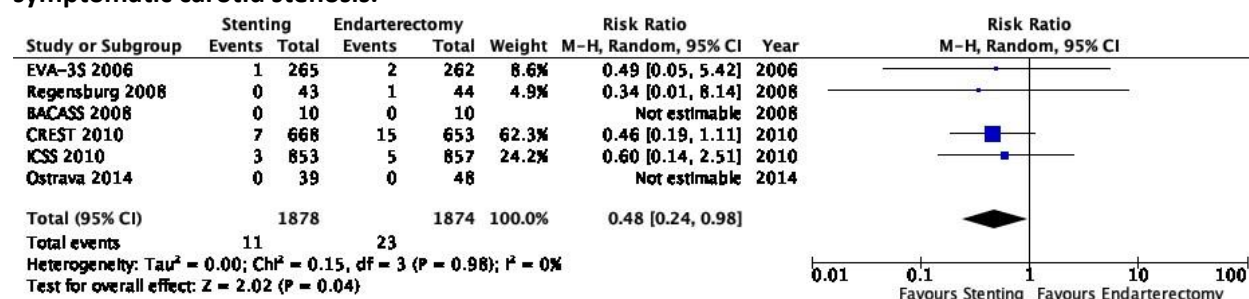 symptomatic carotid stenosis.
Stenting Endarterectomy Risk Ratio Risk Ratio
Study or Subgroup Events Total Events Total Weight M-H, Random, 95% CI Year M-H, Random, 95% CI
EVA-3S 2006 1 265 2 262 8.6% 0.49 [0.05, 5.42] 2006
Regensburg 2008 0 43 1 44 4.9% 0.34 [0.01, 8.14] 2008
BACASS 2008 0 10 0 10 Not estimable 2008
CREST 2010 7 668 15 653 62.3% 0.46 [0.19, 1.11] 2010
ICSS 2010 3 853 5 857 24.2% 0.60 [0.14, 2.51] 2010
Ostrava 2014 0 39 0 48 Not estimable 2014
Total (95% CI) 1878 1874 100.0% 0.48 [0.24, 0.98]
Total events 11 23
Heterogeneity: Tau² = 0.00; Chi² = 0.15, df = 3 (P = 0.98); I² = 0%
Test for overall effect: Z = 2.02 (P = 0.04)
0.01 0.1 1 10 100
Favours Stenting Favours Endarterectomy